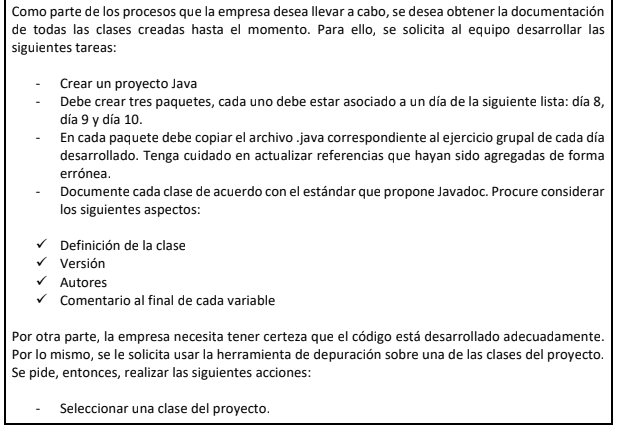 Como parte de los procesos que la empresa desea llevar a cabo, se desea obtener la documentación
de todas las clases creadas hasta el momento. Para ello, se solicita al equipo desarrollar las
siguientes tareas:
- Crear un proyecto Java
- Debe crear tres paquetes, cada uno debe estar asociado a un día de la siguiente lista: día 8,
día 9 y día 10.
- En cada paquete debe copiar el archivo .java correspondiente al ejercicio grupal de cada día
desarrollado. Tenga cuidado en actualizar referencias que hayan sido agregadas de forma
errónea.
- Documente cada clase de acuerdo con el estándar que propone Javadoc. Procure considerar
los siguientes aspectos:
✓ Definición de la clase
✓ Versión
✓ Autores
✓ Comentario al final de cada variable
Por otra parte, la empresa necesita tener certeza que el código está desarrollado adecuadamente.
Por lo mismo, se le solicita usar la herramienta de depuración sobre una de las clases del proyecto.
Se pide, entonces, realizar las siguientes acciones:
- Seleccionar una clase del proyecto.